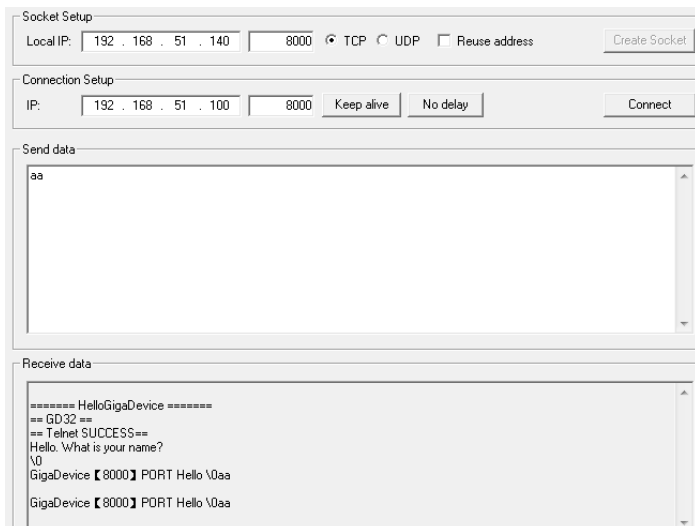 Socket Setup
Local IP: 192 . 168 . 51 . 140 8000 TCP UDP Reuse address Create Socket
Connection Setup
IP: 192 . 168 . 51 . 100 8000 Keep alive No delay Connect
Send data
aa
Receive data
======= HelloGigaDevice =======
== GD32 ==
== Telnet SUCCESS==
Hello. What is your name?
\0
GigaDevice【8000】PORT Hello \0aa
GigaDevice【8000】PORT Hello \0aa